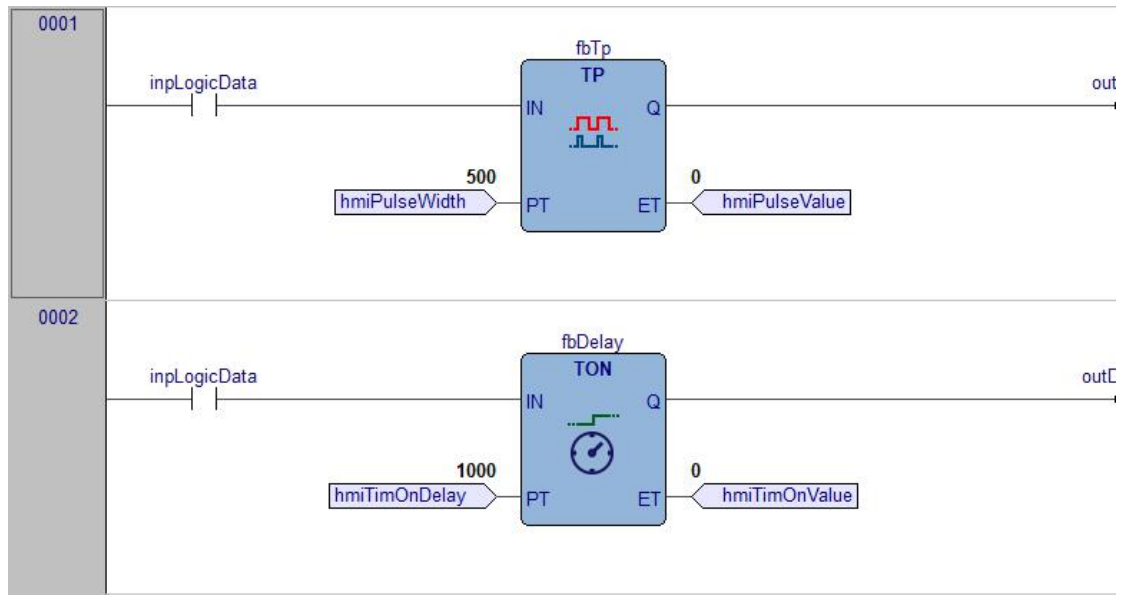 0001
fbTp
TP
inpLogicData
out
IN
Q
500
0
hmiPulseWidth
PT
ET
hmiPulseValue
0002
fbDelay
TON
inpLogicData
IN
Q
1000
0
hmiTimOnDelay
PT
ET
hmiTimOnValue